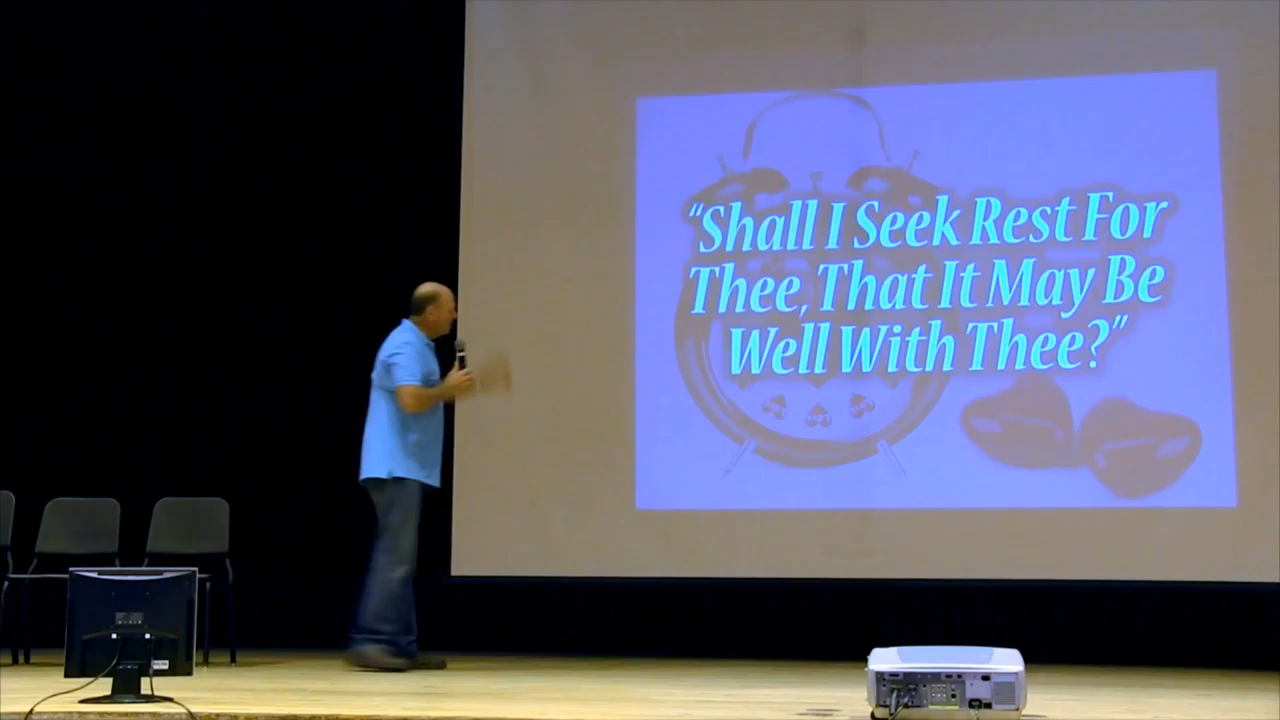 “Shall I Seek Rest For
Thee, That It May Be
Well With Thee?”